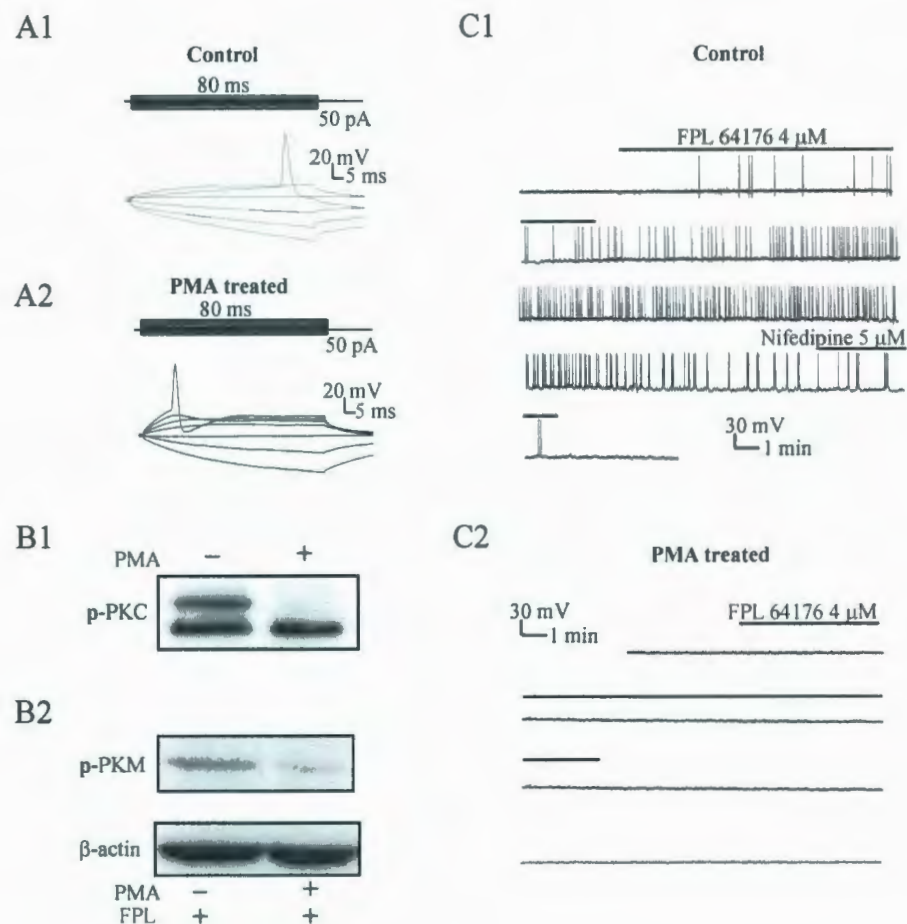 A1
Control
80 ms
50 pA
20 mV
5 ms
A2
PMA treated
80 ms
50 pA
20 mV
5 ms
B1
PMA − +
p-PKC
B2
p-PKM
β-actin
PMA − +
FPL + +
C1
Control
FPL 64176 4 μM
Nifedipine 5 μM
30 mV
1 min
C2
PMA treated
30 mV
1 min
FPL 64176 4 μM